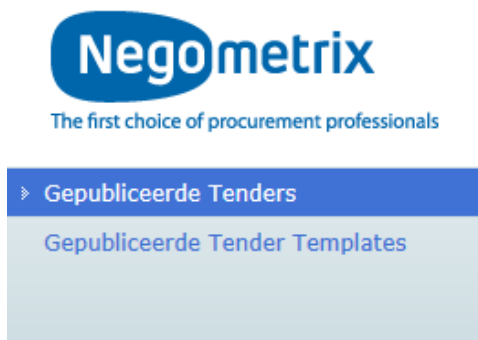 Negometrix
The first choice of procurement professionals
Gepubliceerde Tenders
Gepubliceerde Tender Templates